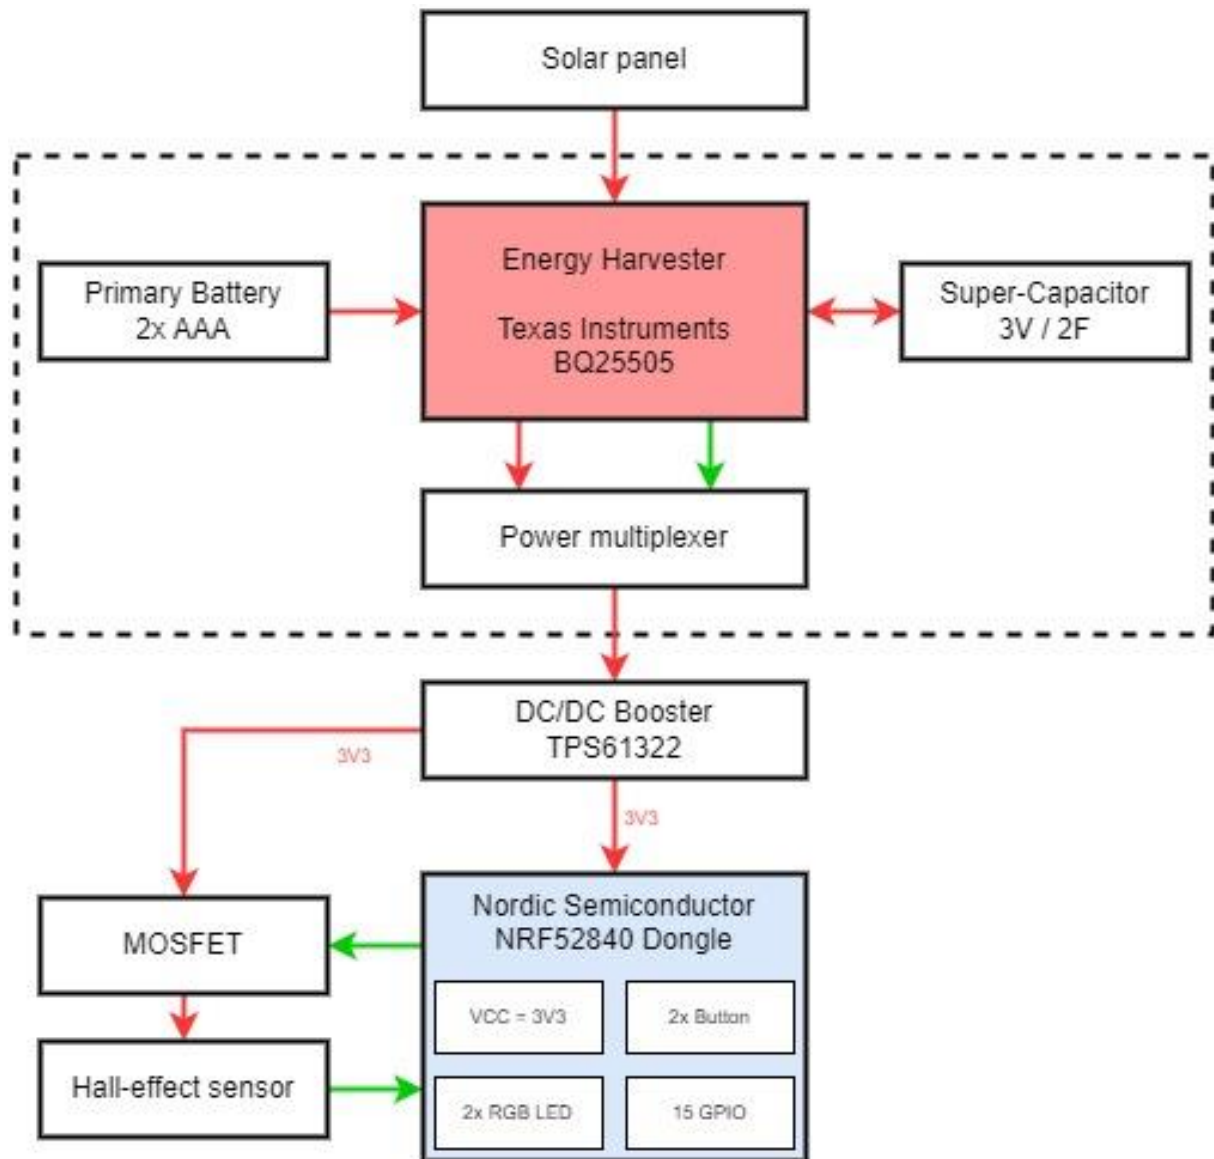 Solar panel
Energy Harvester
Texas Instruments
BQ25505
Primary Battery
2x AAA
Super-Capacitor
3V / 2F
Power multiplexer
DC/DC Booster
TPS61322
3V3
3V3
MOSFET
Hall-effect sensor
Nordic Semiconductor
NRF52840 Dongle
VCC = 3V3
2x Button
2x RGB LED
15 GPIO